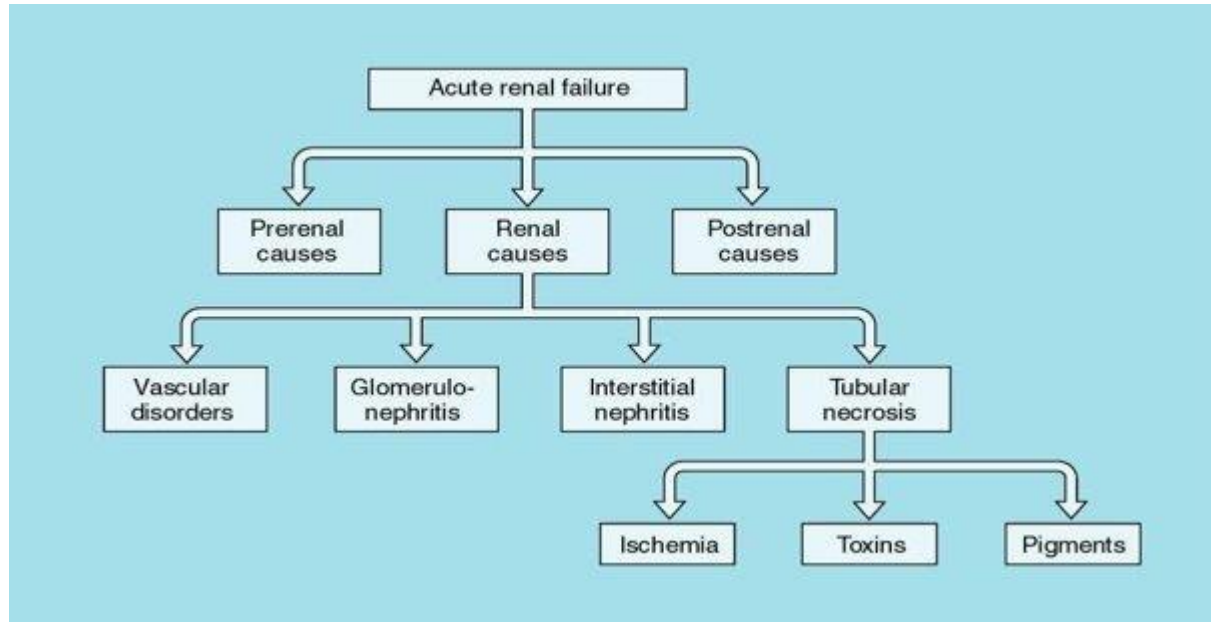 Acute renal failure
Prerenal
causes
Renal
causes
Postrenal
causes
Vascular
disorders
Glomerulo-
nephritis
Interstitial
nephritis
Tubular
necrosis
Ischemia
Toxins
Pigments